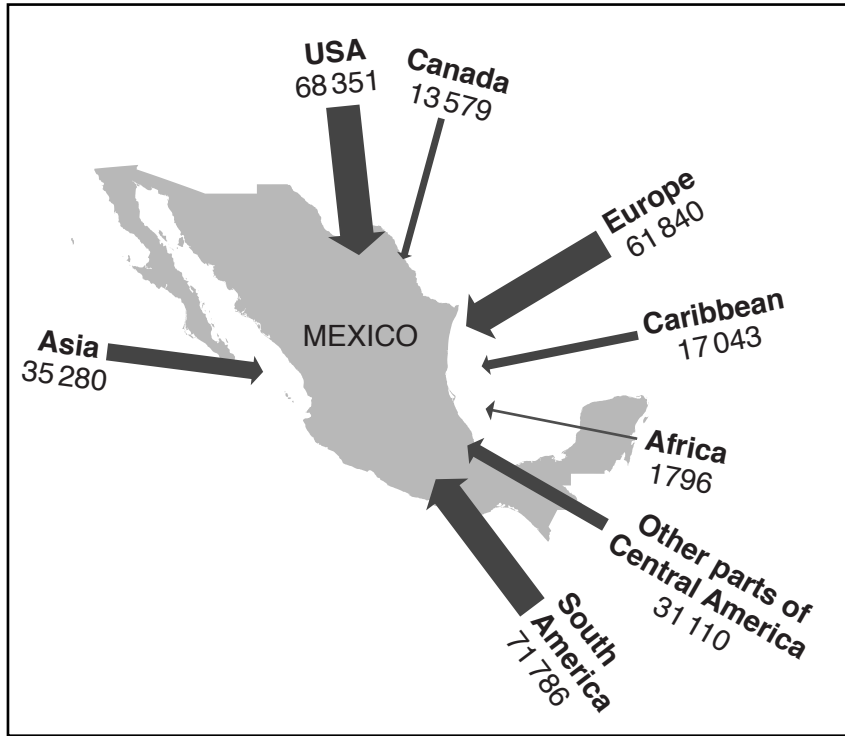 USA
68 351
Canada
13 579
Europe
61 840
Caribbean
17 043
MEXICO
Asia
35 280
Africa
1796
Other parts of
Central America
31 110
South
America
71 786